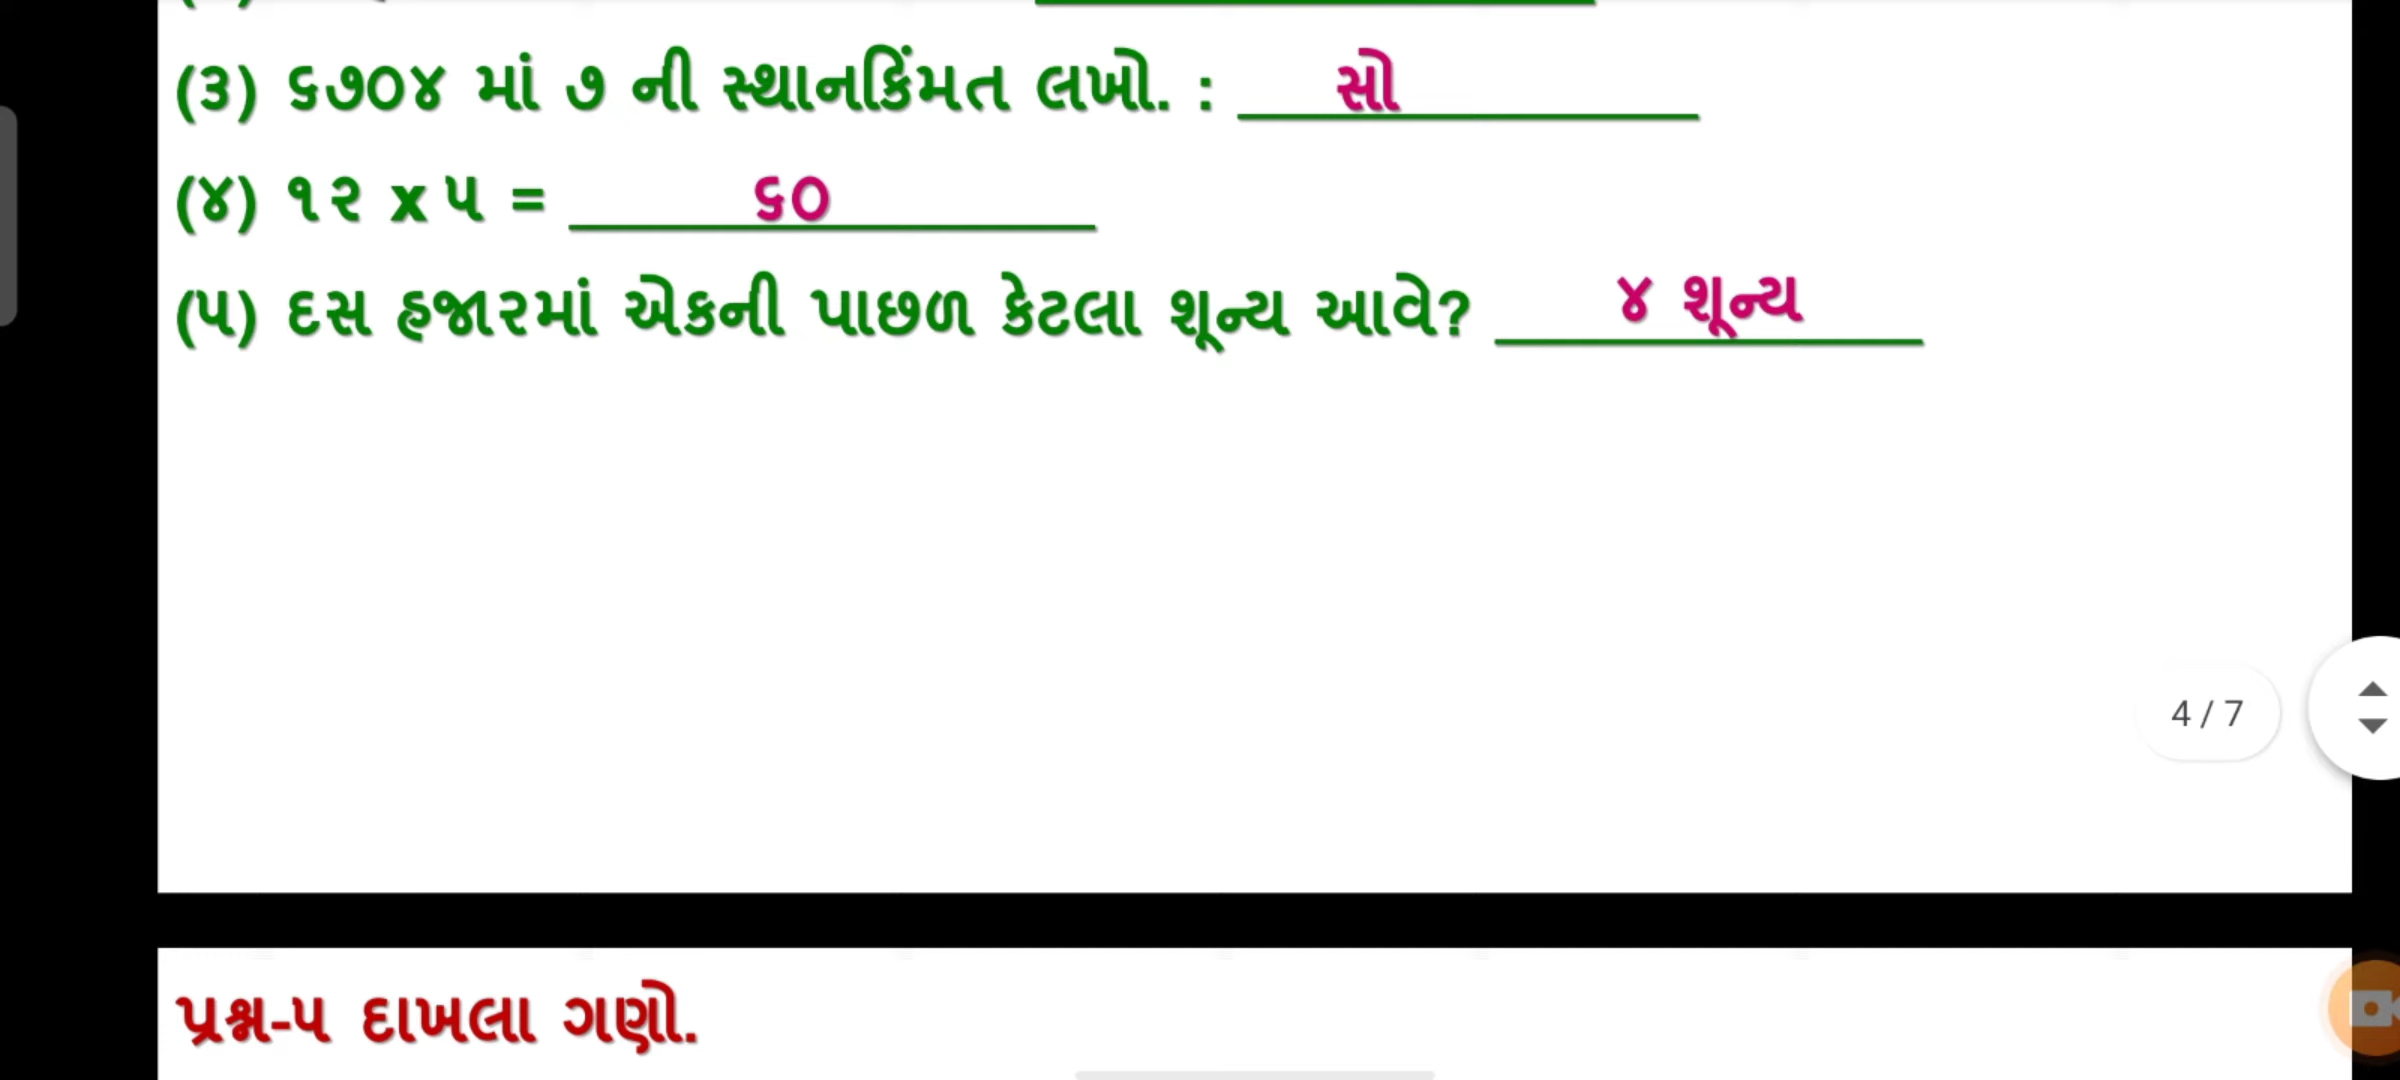 (૩) ૬૭૦૪ માં ૭ ની સ્થાનકિંમત લખો. : સો
(૪) ૧૨ x ૫ = ૬૦
(૫) દસ હજારમાં એકની પાછળ કેટલા શૂન્ય આવે? ૪ શૂન્ય
4 / 7
પ્રશ્ન-૫ દાખલા ગણો.